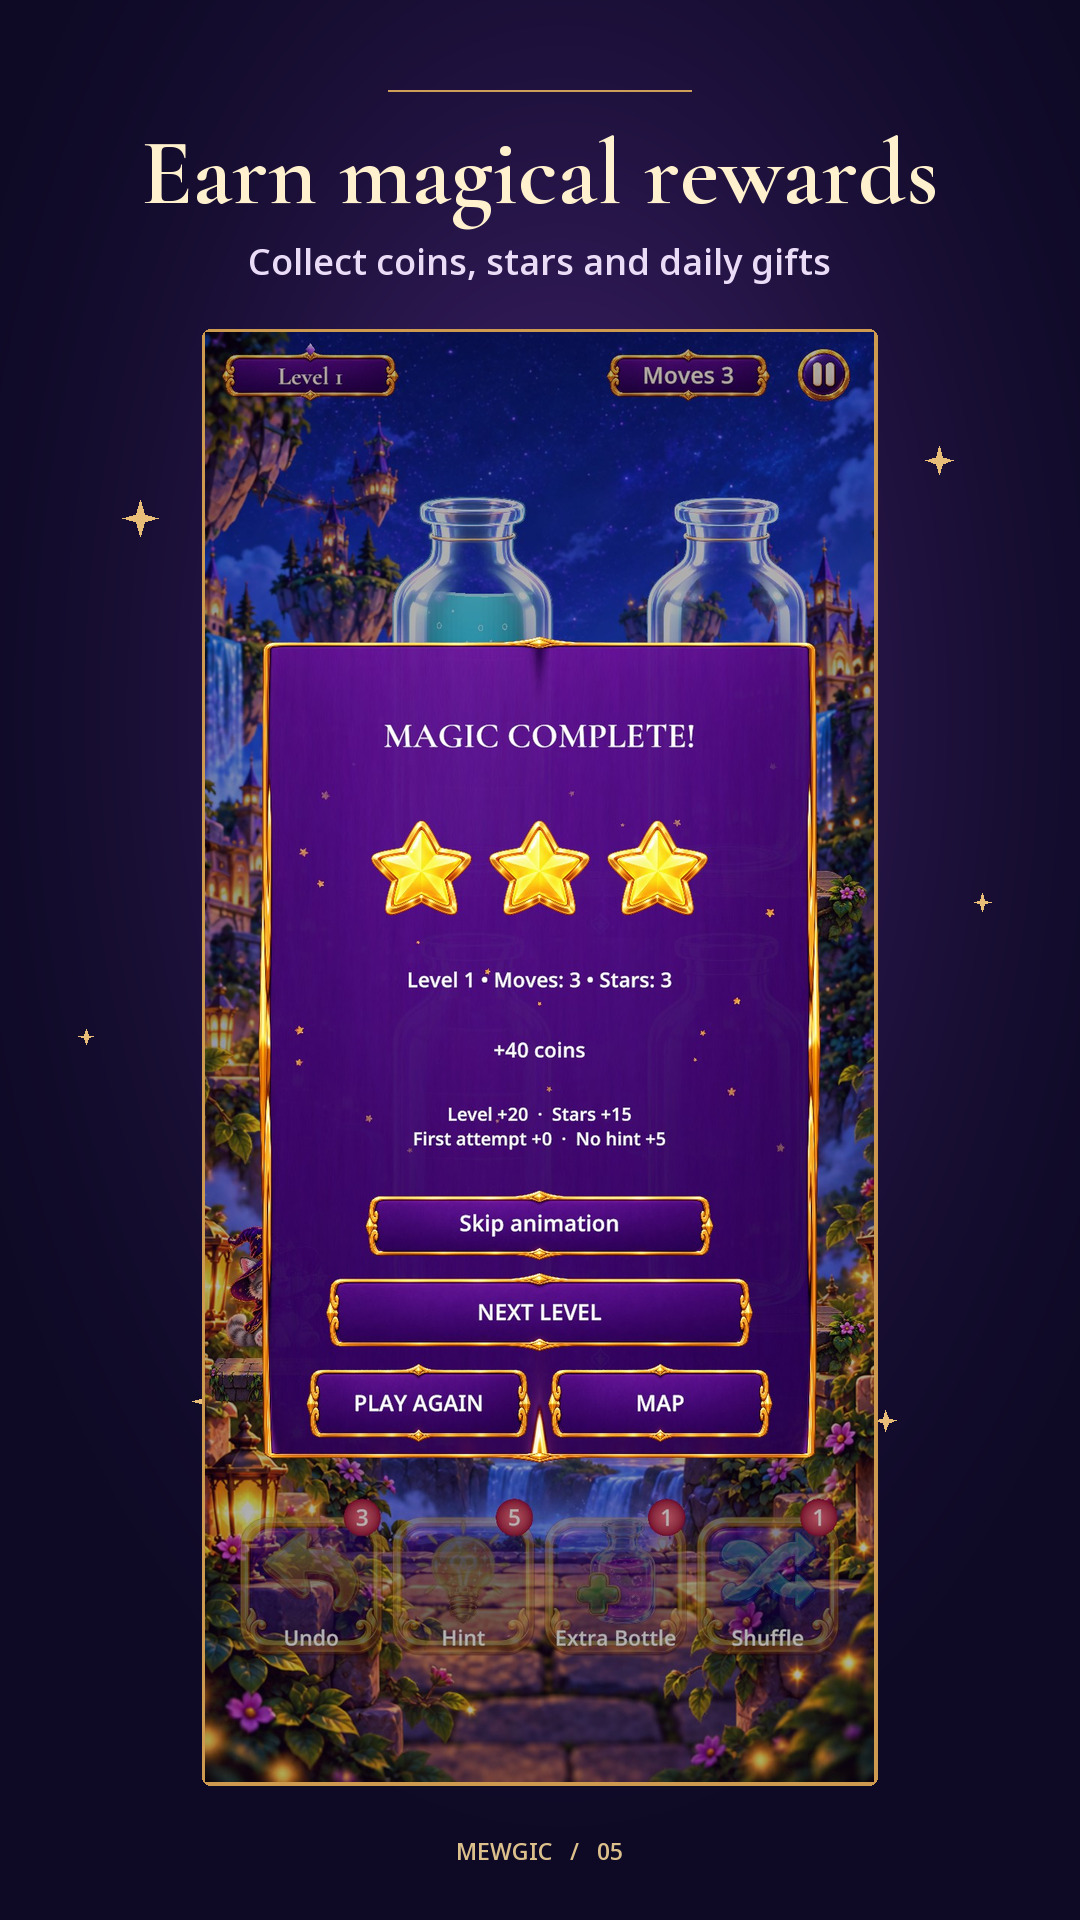 Earn magical rewards
Collect coins, stars and daily gifts
Level 1
Moves 3
MAGIC COMPLETE!
Level 1 • Moves: 3 • Stars: 3
+40 coins
Level +20 · Stars +15
First attempt +0 · No hint +5
Skip animation
NEXT LEVEL
PLAY AGAIN
MAP
3
5
1
1
Undo
Hint
Extra Bottle
Shuffle
MEWGIC / 05